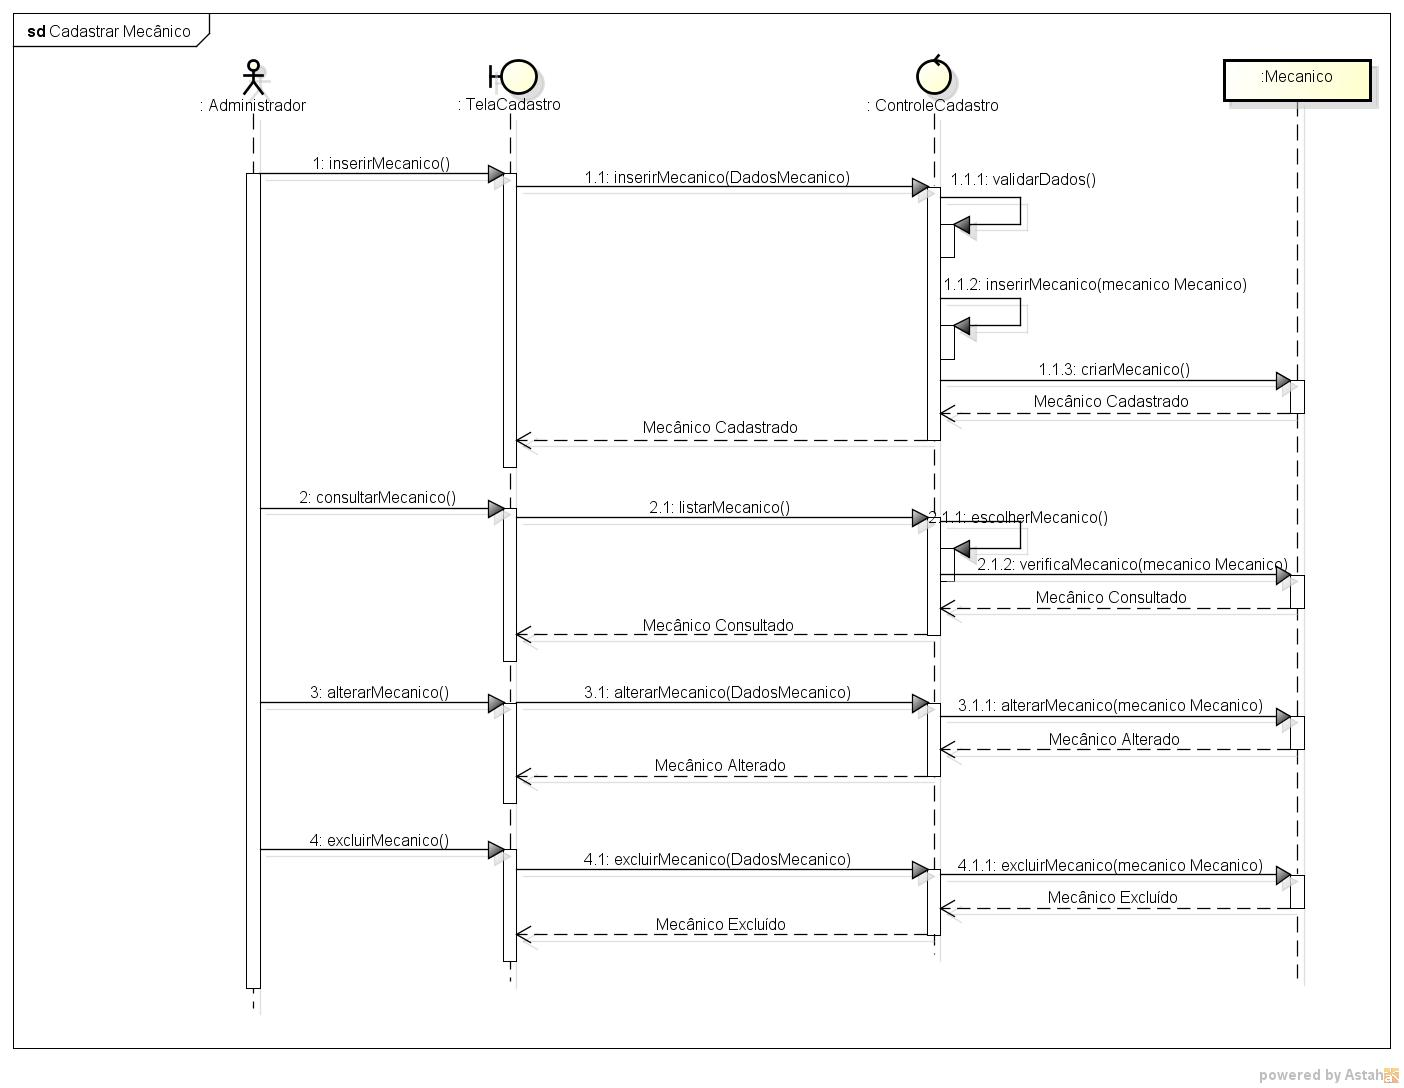 sd Cadastrar Mecânico
: Administrador
: TelaCadastro
: ControleCadastro
:Mecanico
1: inserirMecanico()
1.1: inserirMecanico(DadosMecanico)
1.1.1: validarDados()
1.1.2: inserirMecanico(mecanico Mecanico)
1.1.3: criarMecanico()
Mecânico Cadastrado
Mecânico Cadastrado
2: consultarMecanico()
2.1: listarMecanico()
2.1.1: escolherMecanico()
2.1.2: verificaMecanico(mecanico Mecanico)
Mecânico Consultado
Mecânico Consultado
3: alterarMecanico()
3.1: alterarMecanico(DadosMecanico)
3.1.1: alterarMecanico(mecanico Mecanico)
Mecânico Alterado
Mecânico Alterado
4: excluirMecanico()
4.1: excluirMecanico(DadosMecanico)
4.1.1: excluirMecanico(mecanico Mecanico)
Mecânico Excluído
Mecânico Excluído
powered by Astah